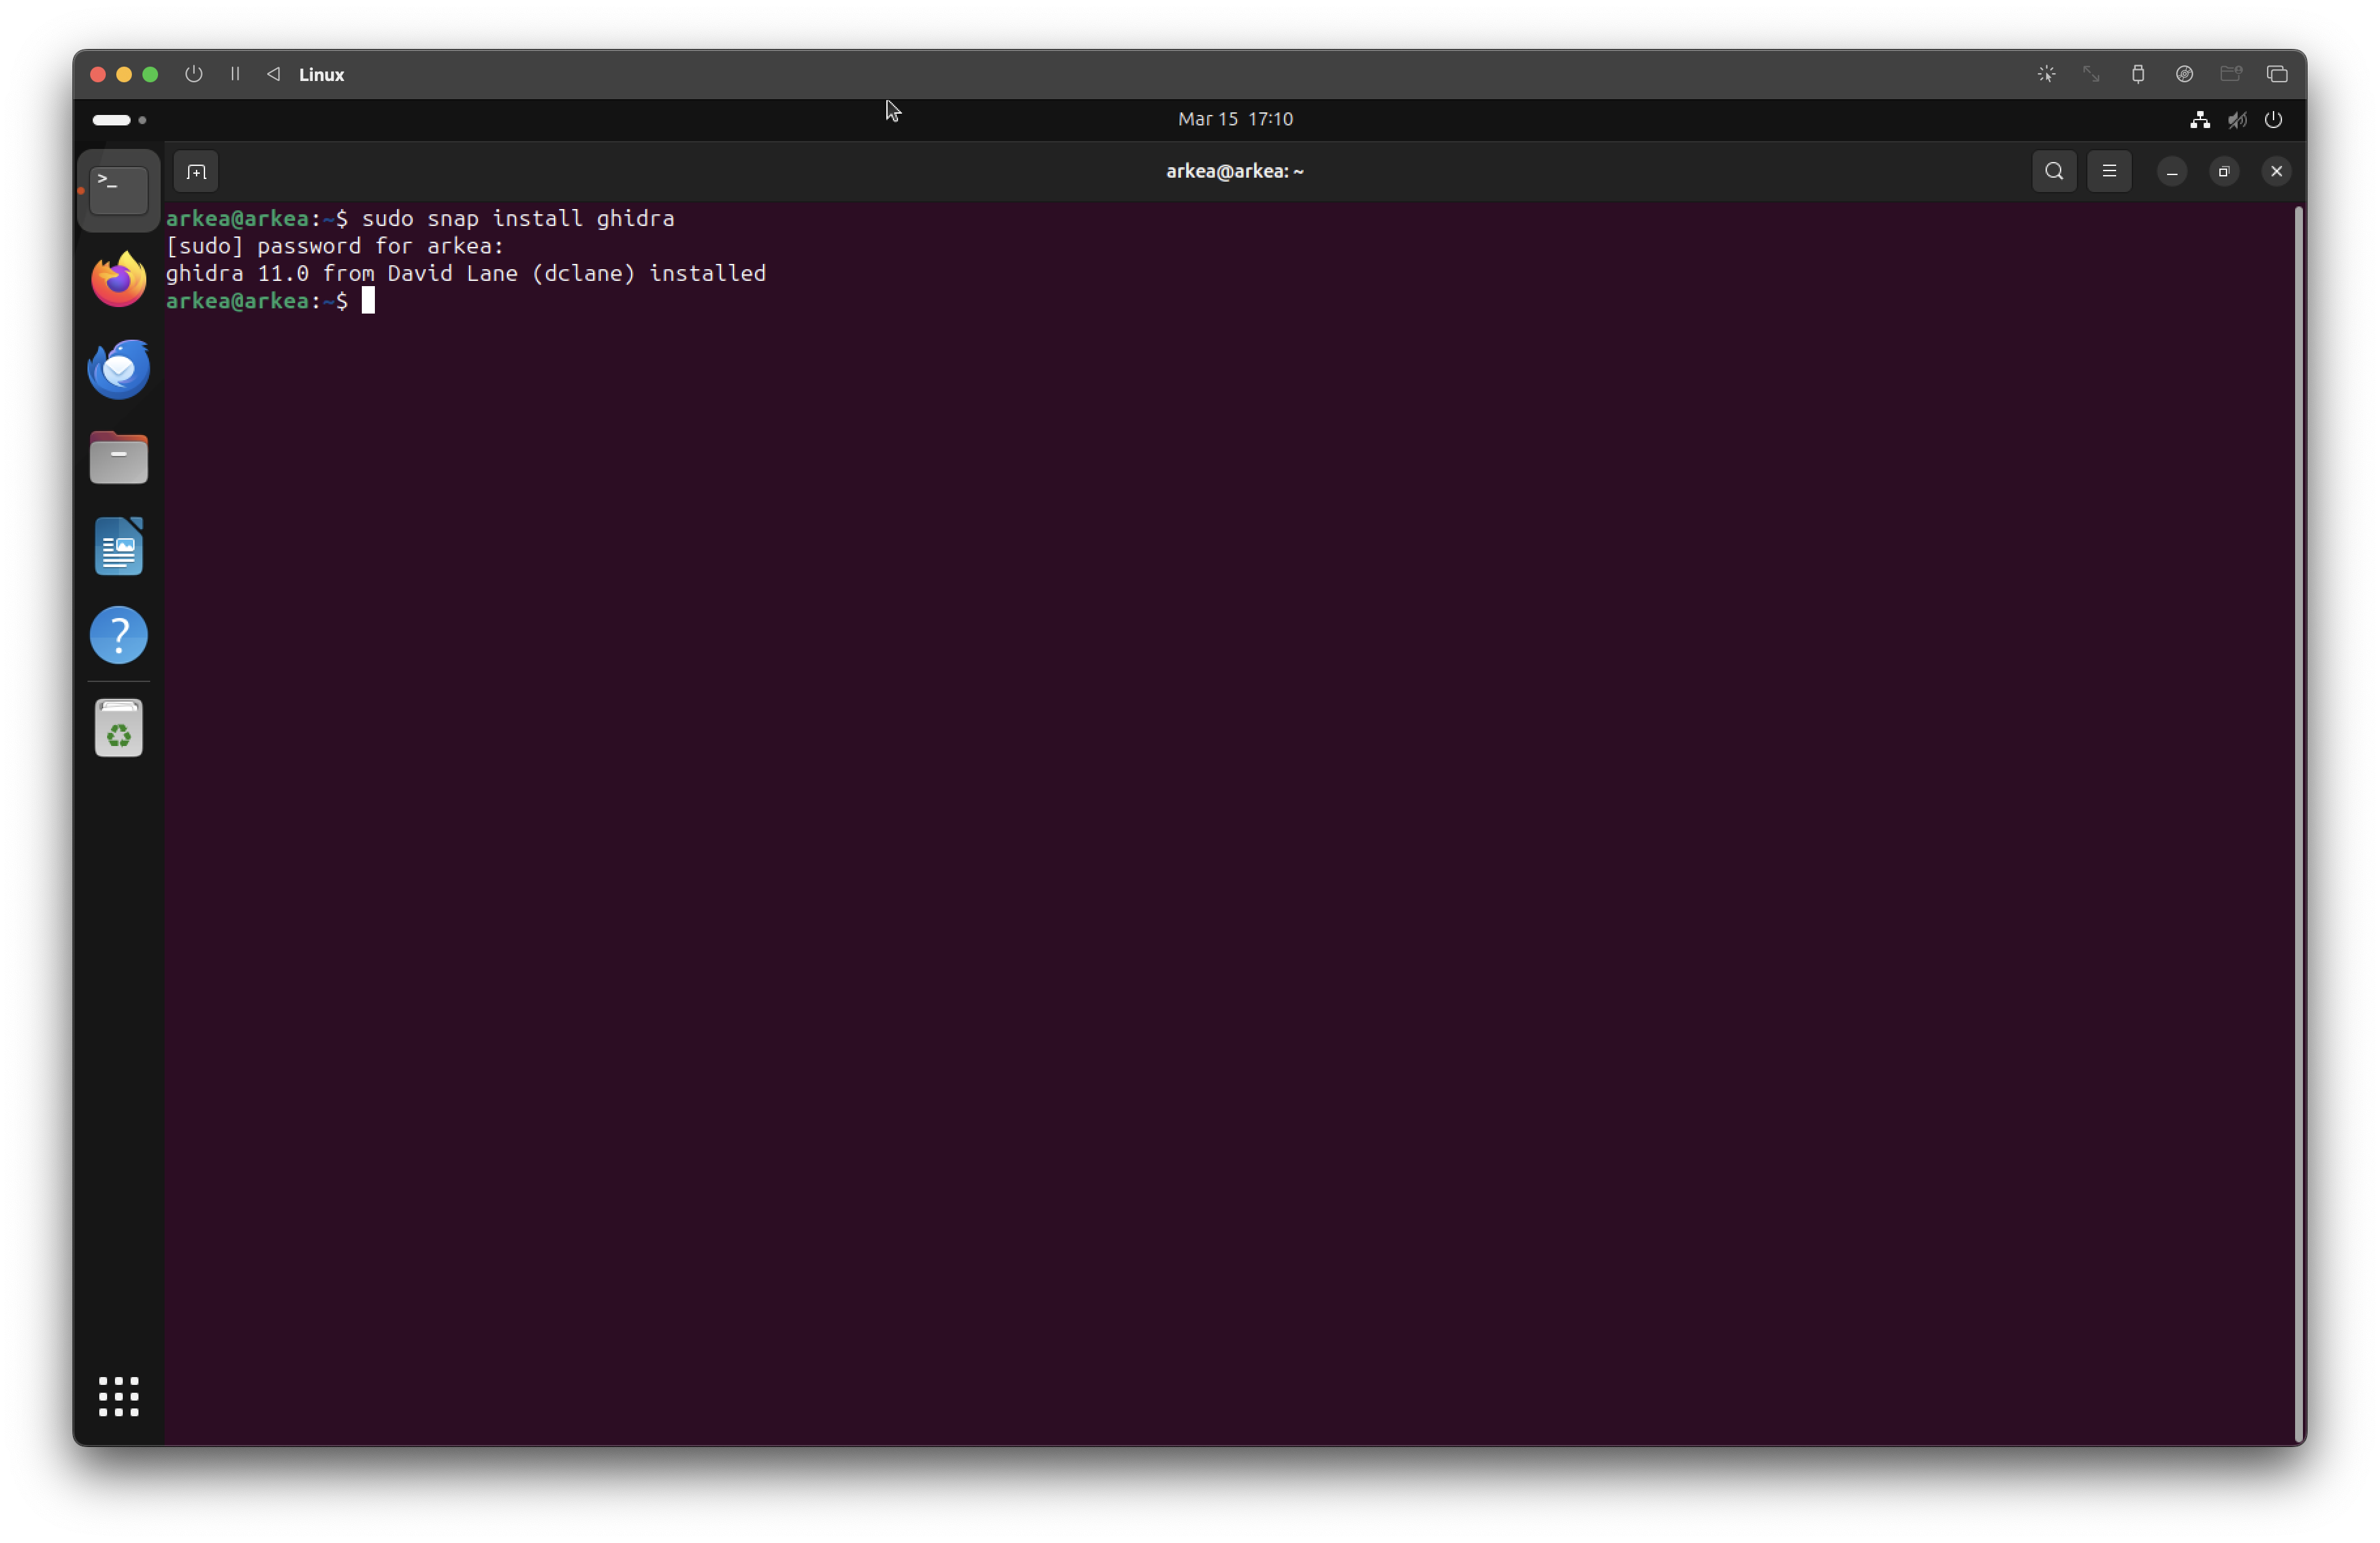 Linux
Mar 15 17:10
arkea@arkea: ~
arkea@arkea:~$ sudo snap install ghidra
[sudo] password for arkea:
ghidra 11.0 from David Lane (dclane) installed
arkea@arkea:~$